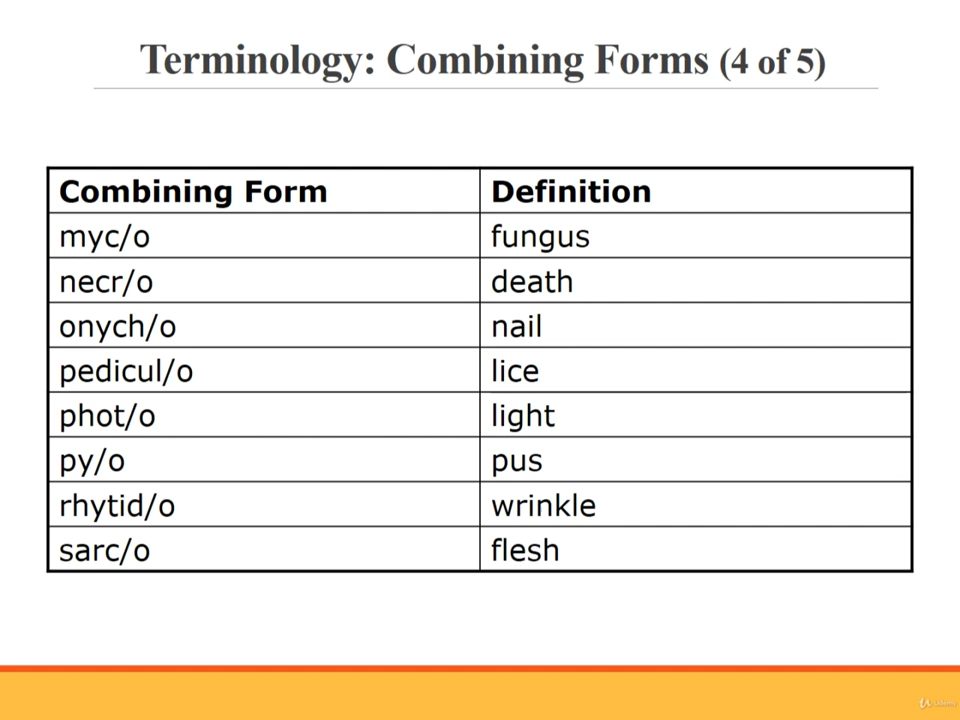 Terminology: Combining Forms (4 of 5)
Combining Form Definition
myc/o fungus
necr/o death
onych/o nail
pedicul/o lice
phot/o light
py/o pus
rhytid/o wrinkle
sarc/o flesh
Udemy